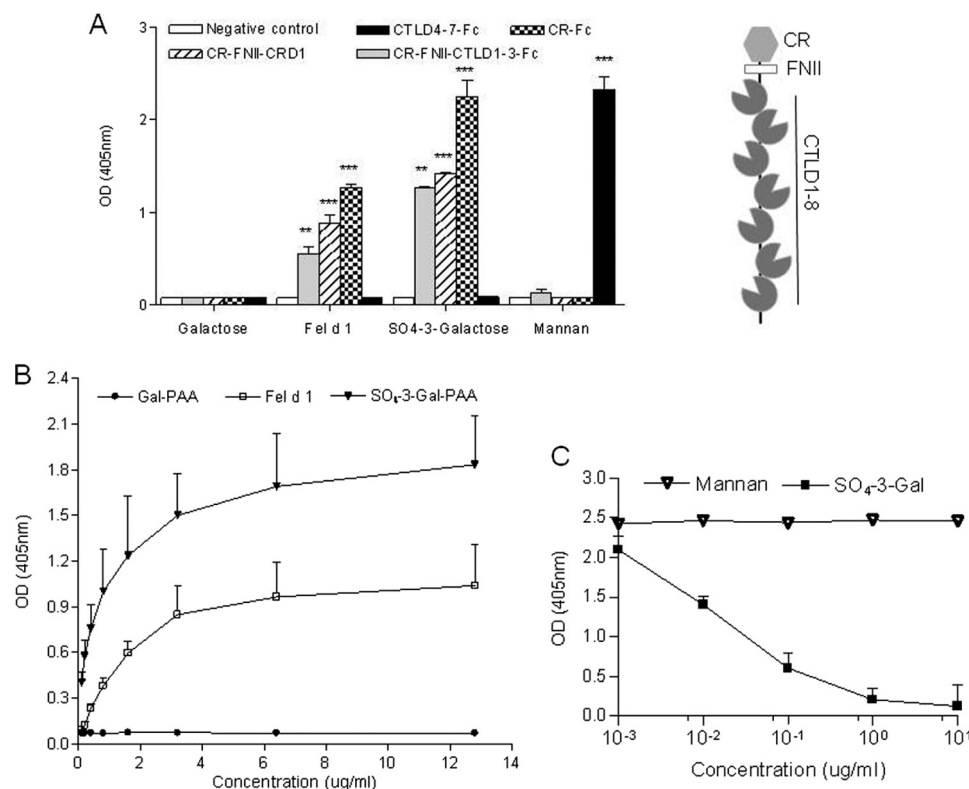 A
Negative control
CTLD4-7-Fc
CR-Fc
CR-FNII-CRD1
CR-FNII-CTLD1-3-Fc
OD (405nm)
3
2
1
0
**
***
***
**
***
***
***
Galactose
Fel d 1
SO4-3-Galactose
Mannan
CR
FNII
CTLD1-8
B
Gal-PAA
Fel d 1
SO₄-3-Gal-PAA
OD (405nm)
2.4
2.1
1.8
1.5
1.2
0.9
0.6
0.3
0.0
0 2 4 6 8 10 12 14
Concentration (ug/ml)
C
Mannan
SO₄-3-Gal
OD (405nm)
3.0
2.5
2.0
1.5
1.0
0.5
0.0
10⁻³ 10⁻² 10⁻¹ 10⁰ 10¹
Concentration (ug/ml)